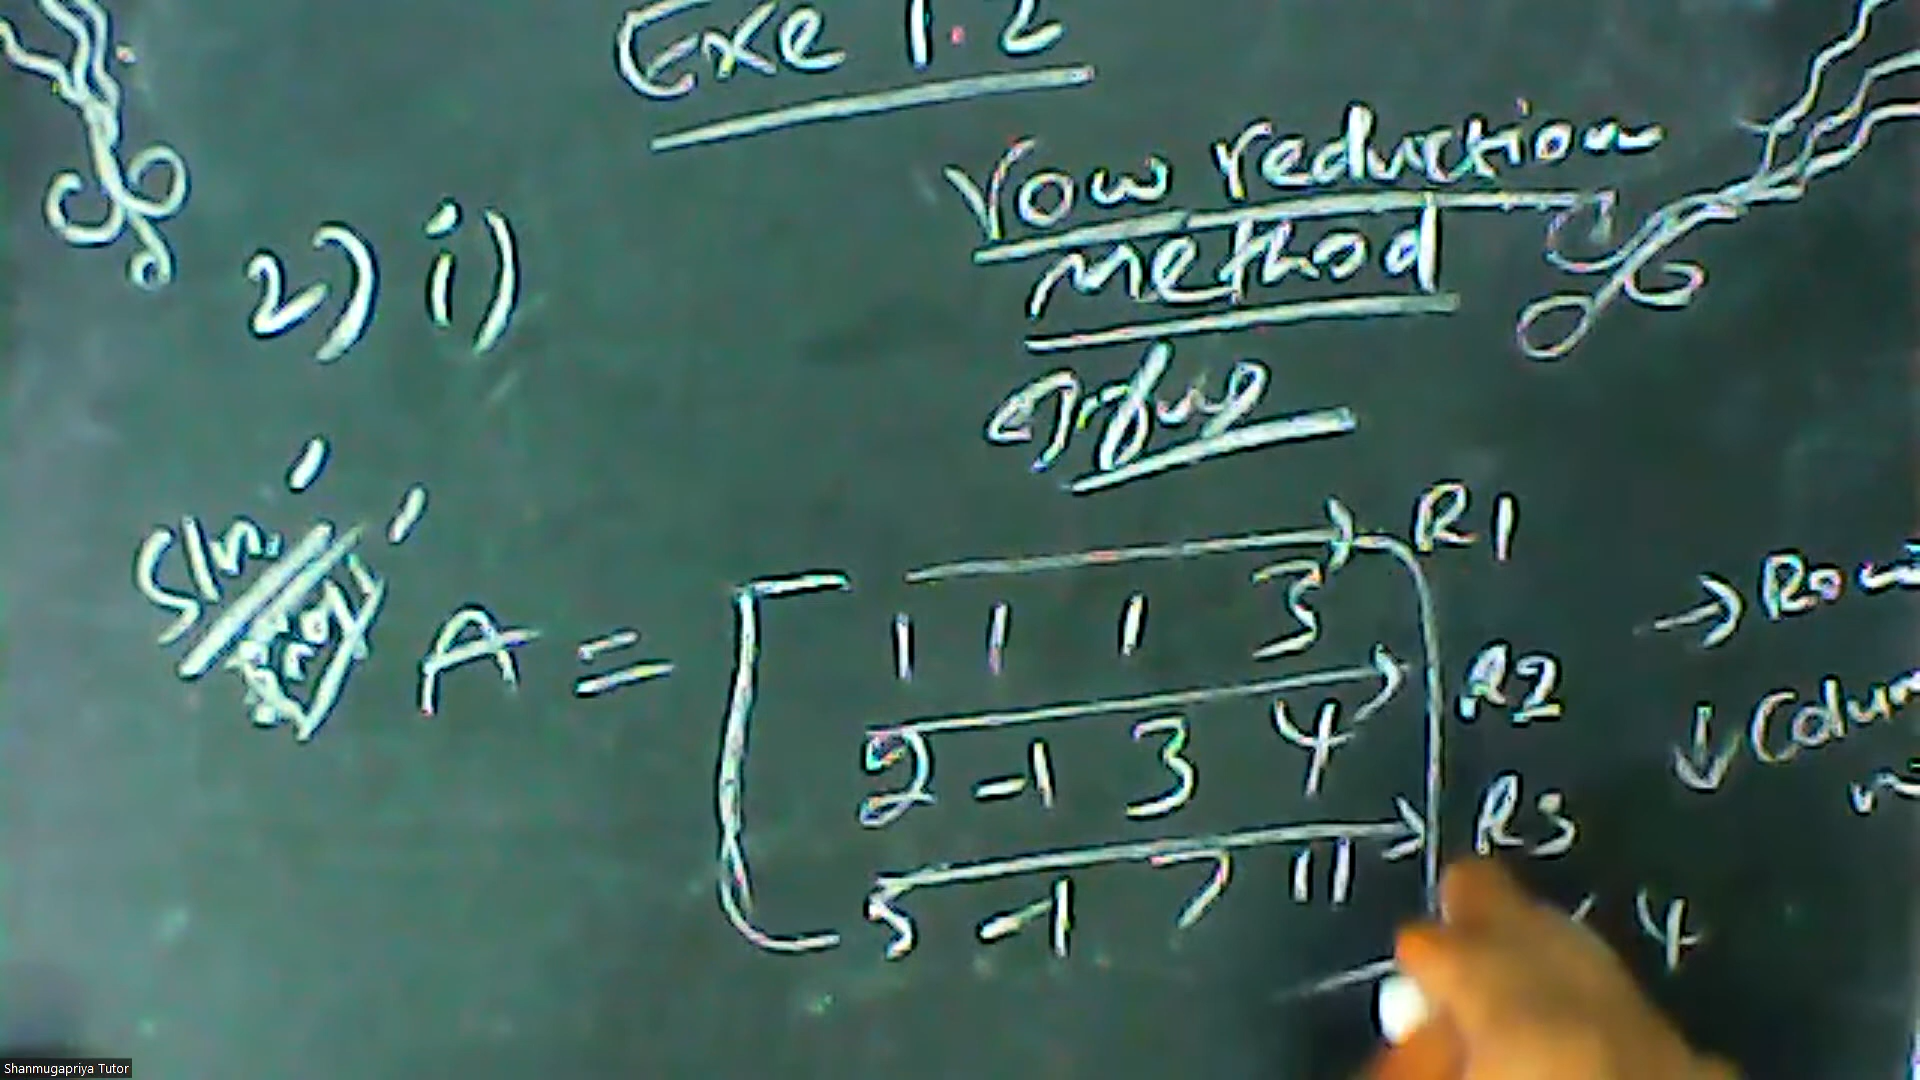 Exe 1.2
row reduction
method
2) i)
Sln.
A =
R1
1 1 1 3
R2
2 -1 3 4
R3
5 -1 7 11
4
→ Row
↓ Colum
Shanmugapriya Tutor